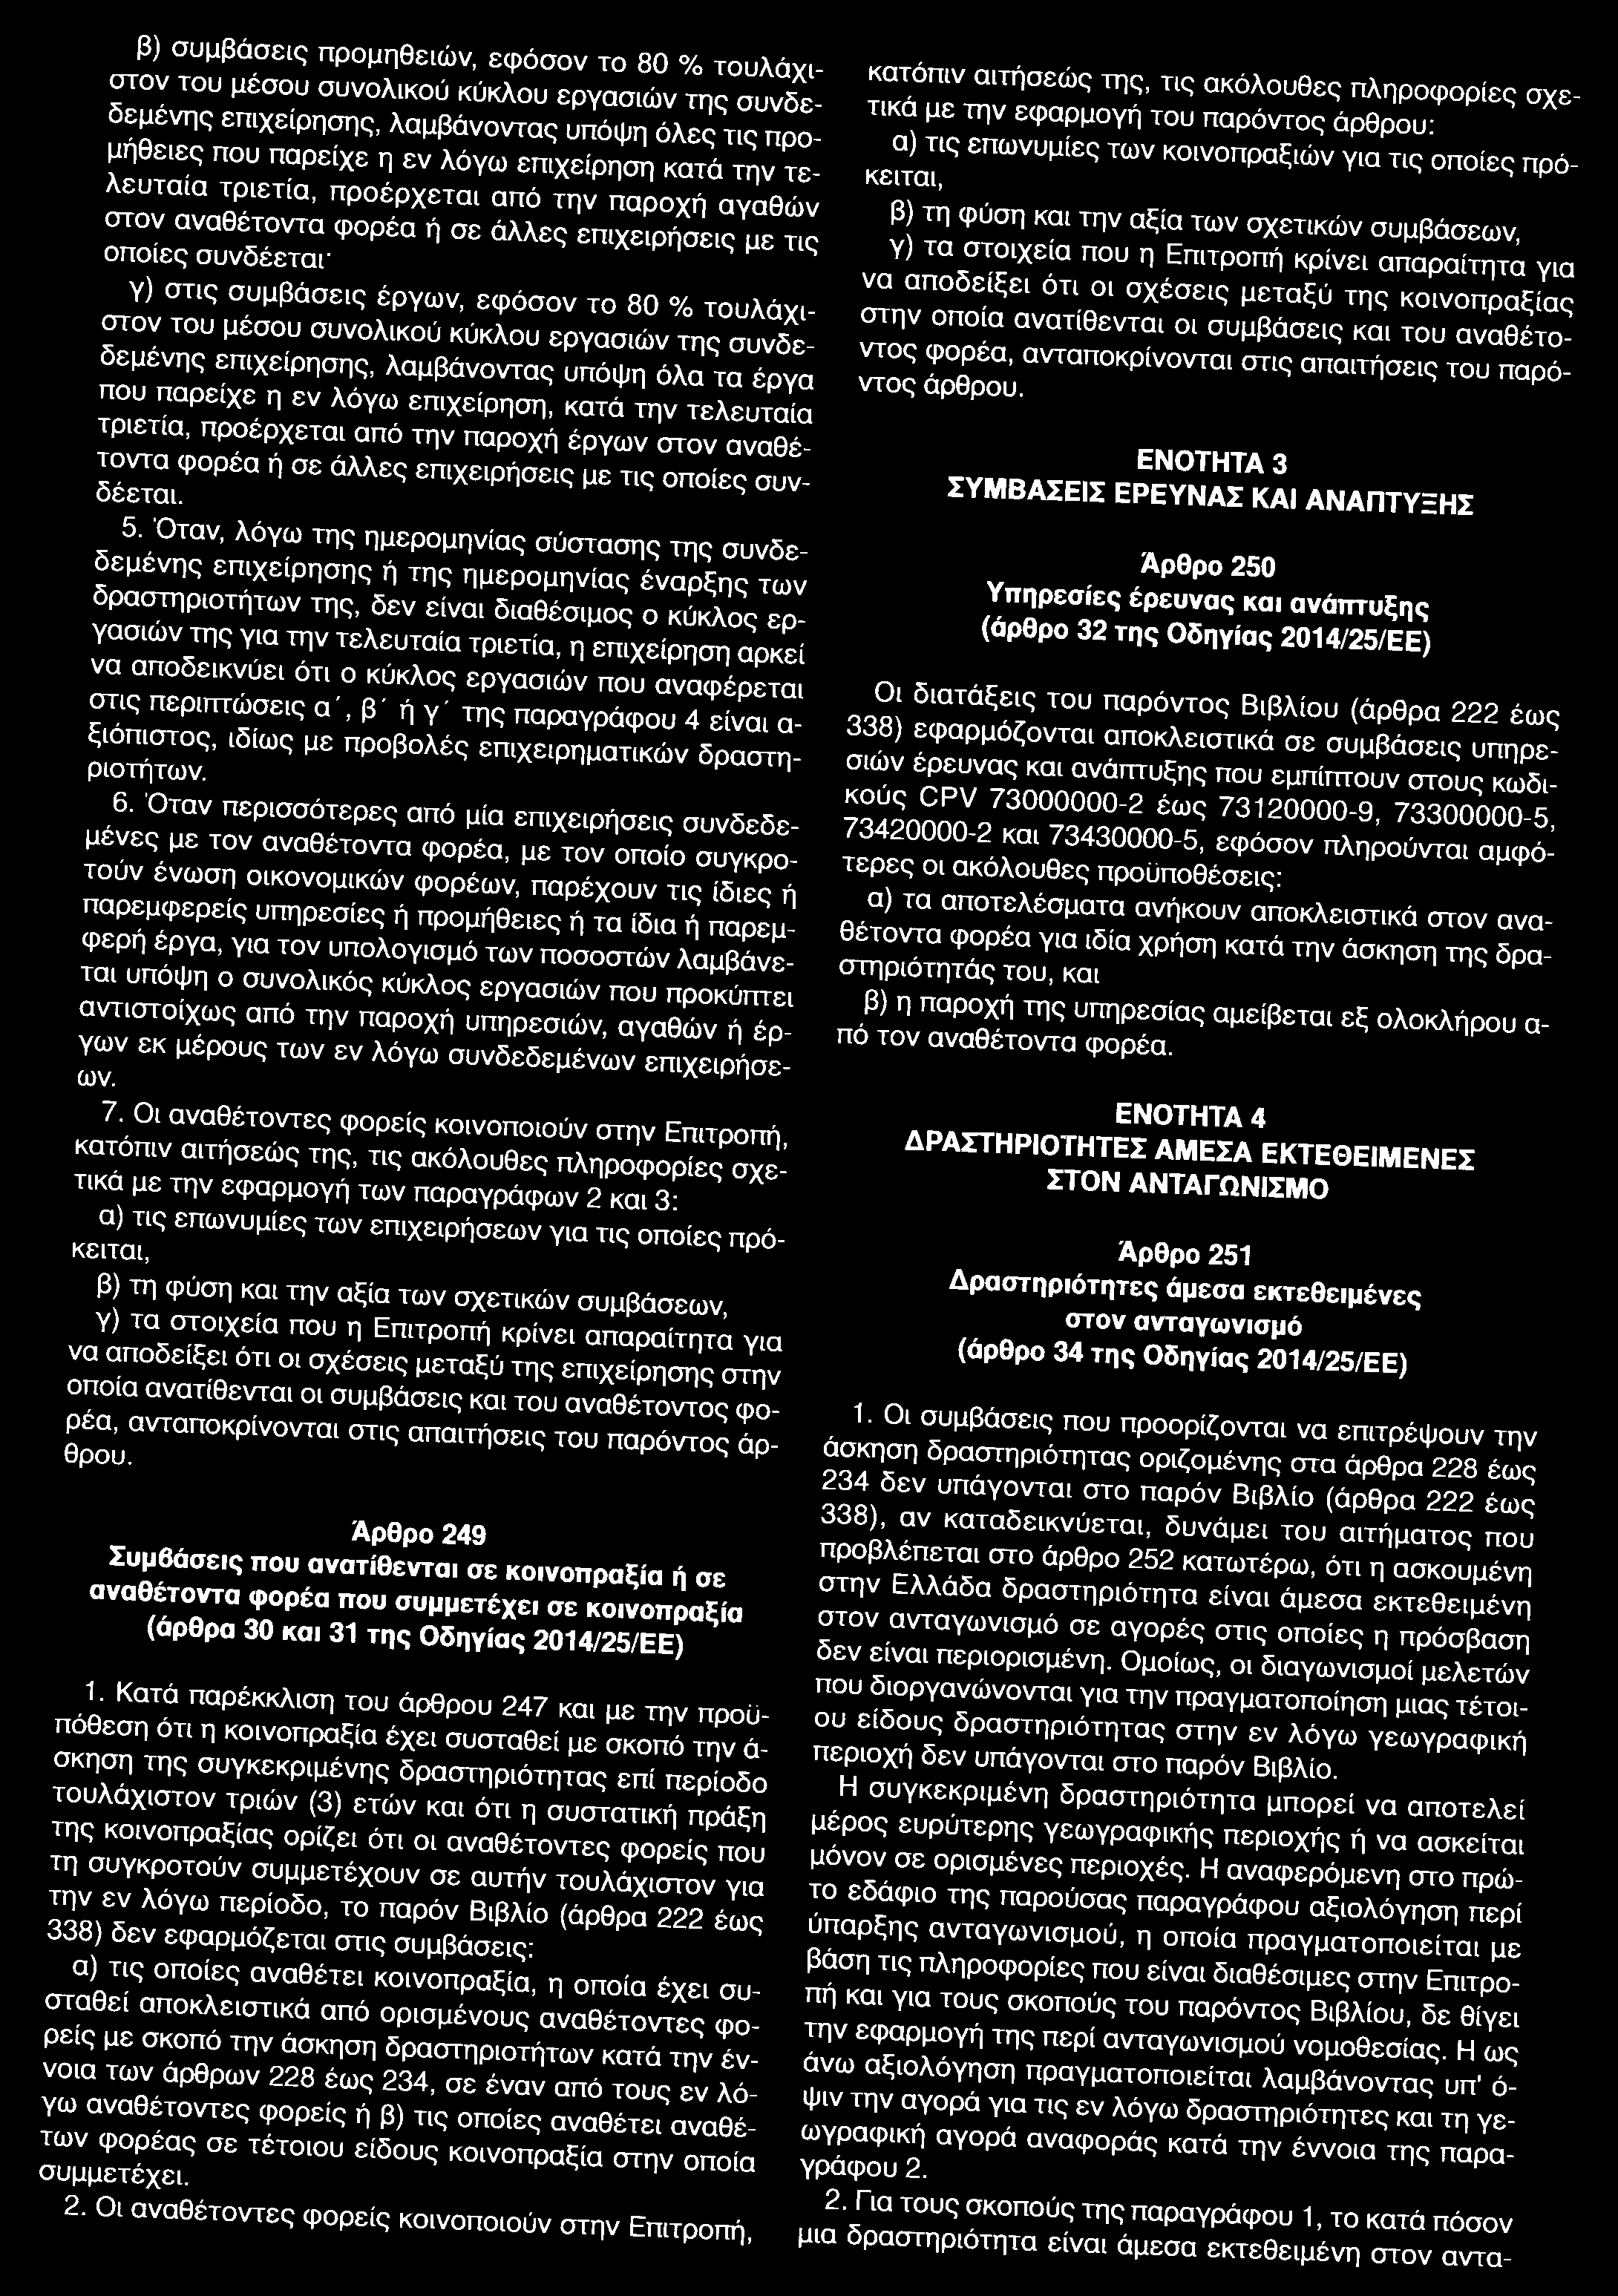 β) συμβάσεις προμηθειών, εφόσον το 80 % τουλάχι-
στον του μέσου συνολικού κύκλου εργασιών της συνδε-
δεμένης επιχείρησης, λαμβάνοντας υπόψη όλες τις προ-
μήθειες που παρείχε η εν λόγω επιχείρηση κατά την τε-
λευταία τριετία, προέρχεται από την παροχή αγαθών
στον αναθέτοντα φορέα ή σε άλλες επιχειρήσεις με τις
οποίες συνδέεται·
γ) στις συμβάσεις έργων, εφόσον το 80 % τουλάχι-
στον του μέσου συνολικού κύκλου εργασιών της συνδε-
δεμένης επιχείρησης, λαμβάνοντας υπόψη όλα τα έργα
που παρείχε η εν λόγω επιχείρηση, κατά την τελευταία
τριετία, προέρχεται από την παροχή έργων στον αναθέ-
τοντα φορέα ή σε άλλες επιχειρήσεις με τις οποίες συν-
δέεται.
5. Όταν, λόγω της ημερομηνίας σύστασης της συνδε-
δεμένης επιχείρησης ή της ημερομηνίας έναρξης των
δραστηριοτήτων της, δεν είναι διαθέσιμος ο κύκλος ερ-
γασιών της για την τελευταία τριετία, η επιχείρηση αρκεί
να αποδεικνύει ότι ο κύκλος εργασιών που αναφέρεται
στις περιπτώσεις α΄, β΄ ή γ΄ της παραγράφου 4 είναι α-
ξιόπιστος, ιδίως με προβολές επιχειρηματικών δραστη-
ριοτήτων.
6. Όταν περισσότερες από μία επιχειρήσεις συνδεδε-
μένες με τον αναθέτοντα φορέα, με τον οποίο συγκρο-
τούν ένωση οικονομικών φορέων, παρέχουν τις ίδιες ή
παρεμφερείς υπηρεσίες ή προμήθειες ή τα ίδια ή παρεμ-
φερή έργα, για τον υπολογισμό των ποσοστών λαμβάνε-
ται υπόψη ο συνολικός κύκλος εργασιών που προκύπτει
αντιστοίχως από την παροχή υπηρεσιών, αγαθών ή έρ-
γων εκ μέρους των εν λόγω συνδεδεμένων επιχειρήσε-
ων.
7. Οι αναθέτοντες φορείς κοινοποιούν στην Επιτροπή,
κατόπιν αιτήσεώς της, τις ακόλουθες πληροφορίες σχε-
τικά με την εφαρμογή των παραγράφων 2 και 3:
α) τις επωνυμίες των επιχειρήσεων για τις οποίες πρό-
κειται,
β) τη φύση και την αξία των σχετικών συμβάσεων,
γ) τα στοιχεία που η Επιτροπή κρίνει απαραίτητα για
να αποδείξει ότι οι σχέσεις μεταξύ της επιχείρησης στην
οποία ανατίθενται οι συμβάσεις και του αναθέτοντος φο-
ρέα, ανταποκρίνονται στις απαιτήσεις του παρόντος άρ-
θρου.
Άρθρο 249
Συμβάσεις που ανατίθενται σε κοινοπραξία ή σε
αναθέτοντα φορέα που συμμετέχει σε κοινοπραξία
(άρθρα 30 και 31 της Οδηγίας 2014/25/ΕΕ)
1. Κατά παρέκκλιση του άρθρου 247 και με την προϋ-
πόθεση ότι η κοινοπραξία έχει συσταθεί με σκοπό την ά-
σκηση της συγκεκριμένης δραστηριότητας επί περίοδο
τουλάχιστον τριών (3) ετών και ότι η συστατική πράξη
της κοινοπραξίας ορίζει ότι οι αναθέτοντες φορείς που
τη συγκροτούν συμμετέχουν σε αυτήν τουλάχιστον για
την εν λόγω περίοδο, το παρόν Βιβλίο (άρθρα 222 έως
338) δεν εφαρμόζεται στις συμβάσεις:
α) τις οποίες αναθέτει κοινοπραξία, η οποία έχει συ-
σταθεί αποκλειστικά από ορισμένους αναθέτοντες φο-
ρείς με σκοπό την άσκηση δραστηριοτήτων κατά την έν-
νοια των άρθρων 228 έως 234, σε έναν από τους εν λό-
γω αναθέτοντες φορείς ή β) τις οποίες αναθέτει αναθέ-
των φορέας σε τέτοιου είδους κοινοπραξία στην οποία
συμμετέχει.
2. Οι αναθέτοντες φορείς κοινοποιούν στην Επιτροπή,
κατόπιν αιτήσεώς της, τις ακόλουθες πληροφορίες σχε-
τικά με την εφαρμογή του παρόντος άρθρου:
α) τις επωνυμίες των κοινοπραξιών για τις οποίες πρό-
κειται,
β) τη φύση και την αξία των σχετικών συμβάσεων,
γ) τα στοιχεία που η Επιτροπή κρίνει απαραίτητα για
να αποδείξει ότι οι σχέσεις μεταξύ της κοινοπραξίας
στην οποία ανατίθενται οι συμβάσεις και του αναθέτο-
ντος φορέα, ανταποκρίνονται στις απαιτήσεις του παρό-
ντος άρθρου.
ΕΝΟΤΗΤΑ 3
ΣΥΜΒΑΣΕΙΣ ΕΡΕΥΝΑΣ ΚΑΙ ΑΝΑΠΤΥΞΗΣ
Άρθρο 250
Υπηρεσίες έρευνας και ανάπτυξης
(άρθρο 32 της Οδηγίας 2014/25/ΕΕ)
Οι διατάξεις του παρόντος Βιβλίου (άρθρα 222 έως
338) εφαρμόζονται αποκλειστικά σε συμβάσεις υπηρε-
σιών έρευνας και ανάπτυξης που εμπίπτουν στους κωδι-
κούς CPV 73000000-2 έως 73120000-9, 73300000-5,
73420000-2 και 73430000-5, εφόσον πληρούνται αμφό-
τερες οι ακόλουθες προϋποθέσεις:
α) τα αποτελέσματα ανήκουν αποκλειστικά στον ανα-
θέτοντα φορέα για ιδία χρήση κατά την άσκηση της δρα-
στηριότητάς του, και
β) η παροχή της υπηρεσίας αμείβεται εξ ολοκλήρου α-
πό τον αναθέτοντα φορέα.
ΕΝΟΤΗΤΑ 4
ΔΡΑΣΤΗΡΙΟΤΗΤΕΣ ΑΜΕΣΑ ΕΚΤΕΘΕΙΜΕΝΕΣ
ΣΤΟΝ ΑΝΤΑΓΩΝΙΣΜΟ
Άρθρο 251
Δραστηριότητες άμεσα εκτεθειμένες
στον ανταγωνισμό
(άρθρο 34 της Οδηγίας 2014/25/ΕΕ)
1. Οι συμβάσεις που προορίζονται να επιτρέψουν την
άσκηση δραστηριότητας οριζομένης στα άρθρα 228 έως
234 δεν υπάγονται στο παρόν Βιβλίο (άρθρα 222 έως
338), αν καταδεικνύεται, δυνάμει του αιτήματος που
προβλέπεται στο άρθρο 252 κατωτέρω, ότι η ασκουμένη
στην Ελλάδα δραστηριότητα είναι άμεσα εκτεθειμένη
στον ανταγωνισμό σε αγορές στις οποίες η πρόσβαση
δεν είναι περιορισμένη. Ομοίως, οι διαγωνισμοί μελετών
που διοργανώνονται για την πραγματοποίηση μιας τέτοι-
ου είδους δραστηριότητας στην εν λόγω γεωγραφική
περιοχή δεν υπάγονται στο παρόν Βιβλίο.
Η συγκεκριμένη δραστηριότητα μπορεί να αποτελεί
μέρος ευρύτερης γεωγραφικής περιοχής ή να ασκείται
μόνον σε ορισμένες περιοχές. Η αναφερόμενη στο πρώ-
το εδάφιο της παρούσας παραγράφου αξιολόγηση περί
ύπαρξης ανταγωνισμού, η οποία πραγματοποιείται με
βάση τις πληροφορίες που είναι διαθέσιμες στην Επιτρο-
πή και για τους σκοπούς του παρόντος Βιβλίου, δε θίγει
την εφαρμογή της περί ανταγωνισμού νομοθεσίας. Η ως
άνω αξιολόγηση πραγματοποιείται λαμβάνοντας υπ' ό-
ψιν την αγορά για τις εν λόγω δραστηριότητες και τη γε-
ωγραφική αγορά αναφοράς κατά την έννοια της παρα-
γράφου 2.
2. Για τους σκοπούς της παραγράφου 1, το κατά πόσον
μια δραστηριότητα είναι άμεσα εκτεθειμένη στον αντα-